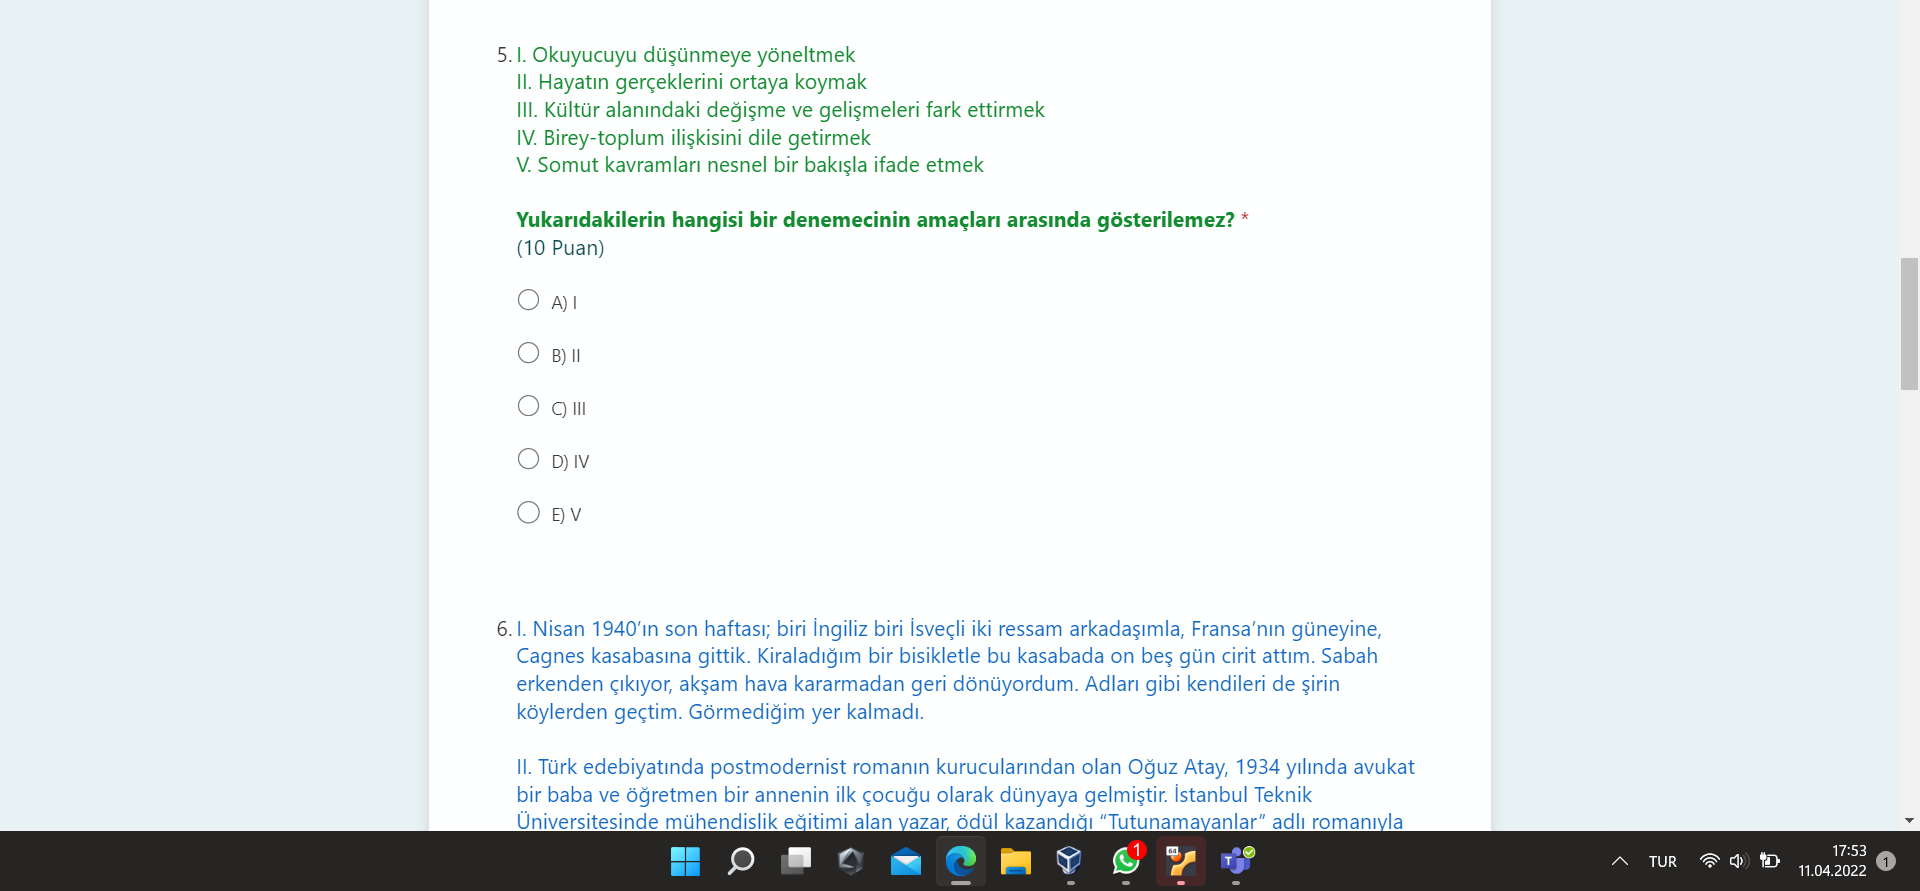 5. I. Okuyucuyu düşünmeye yöneltmek
II. Hayatın gerçeklerini ortaya koymak
III. Kültür alanındaki değişme ve gelişmeleri fark ettirmek
IV. Birey-toplum ilişkisini dile getirmek
V. Somut kavramları nesnel bir bakışla ifade etmek
Yukarıdakilerin hangisi bir denemecinin amaçları arasında gösterilemez? *
(10 Puan)
A) I
B) II
C) III
D) IV
E) V
6. I. Nisan 1940’ın son haftası; biri İngiliz biri İsveçli iki ressam arkadaşımla, Fransa’nın güneyine,
Cagnes kasabasına gittik. Kiraladığım bir bisikletle bu kasabada on beş gün cirit attım. Sabah
erkenden çıkıyor, akşam hava kararmadan geri dönüyordum. Adları gibi kendileri de şirin
köylerden geçtim. Görmediğim yer kalmadı.
II. Türk edebiyatında postmodernist romanın kurucularından olan Oğuz Atay, 1934 yılında avukat
bir baba ve öğretmen bir annenin ilk çocuğu olarak dünyaya gelmiştir. İstanbul Teknik
Üniversitesinde mühendislik eğitimi alan yazar, ödül kazandığı “Tutunamayanlar” adlı romanıyla
1
64
T
TUR
17:53
11.04.2022
1